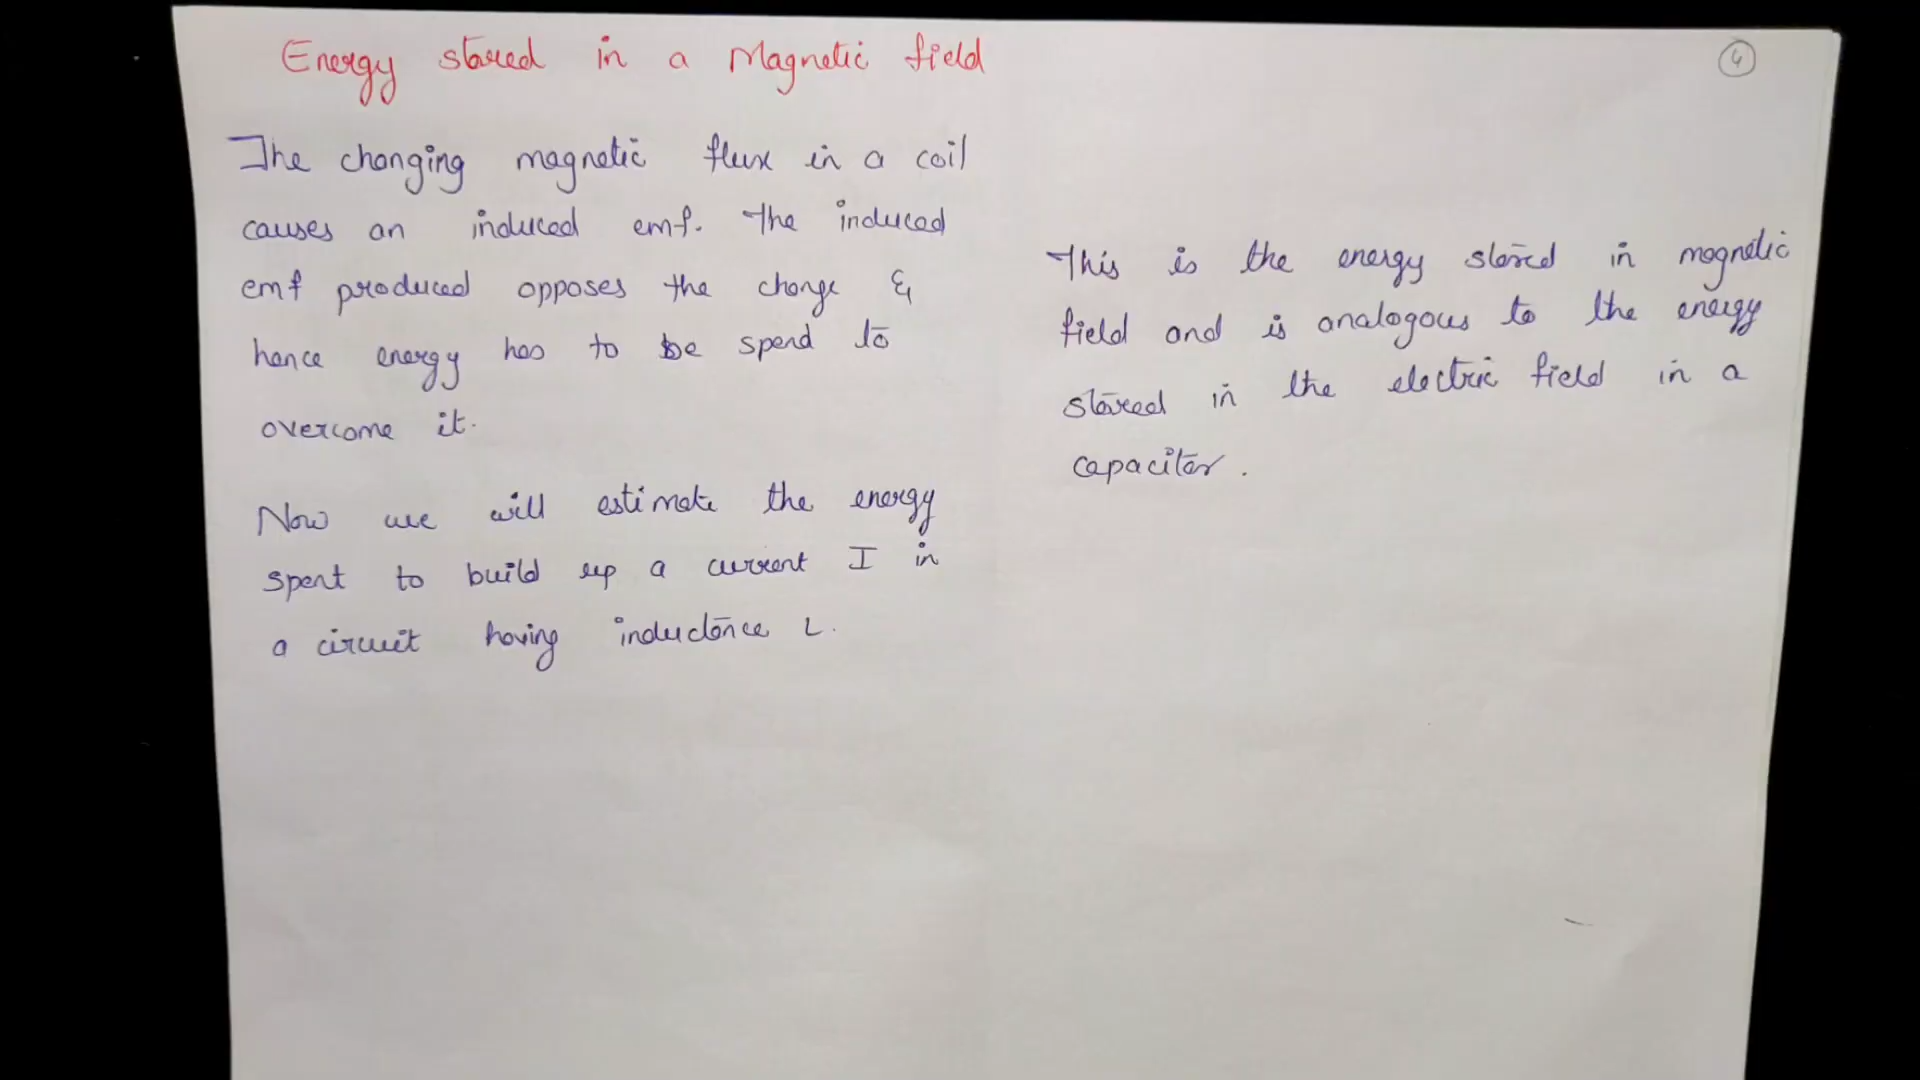 Energy stored in a Magnetic field
4
The changing magnetic flux in a coil
causes an induced emf. The induced
emf produced opposes the change &
hence energy has to be spend to
overcome it.
Now we will estimate the energy
spent to build up a current I in
a circuit having inductance L.
This is the energy stored in magnetic
field and is analogous to the energy
stored in the electric field in a
capacitor.